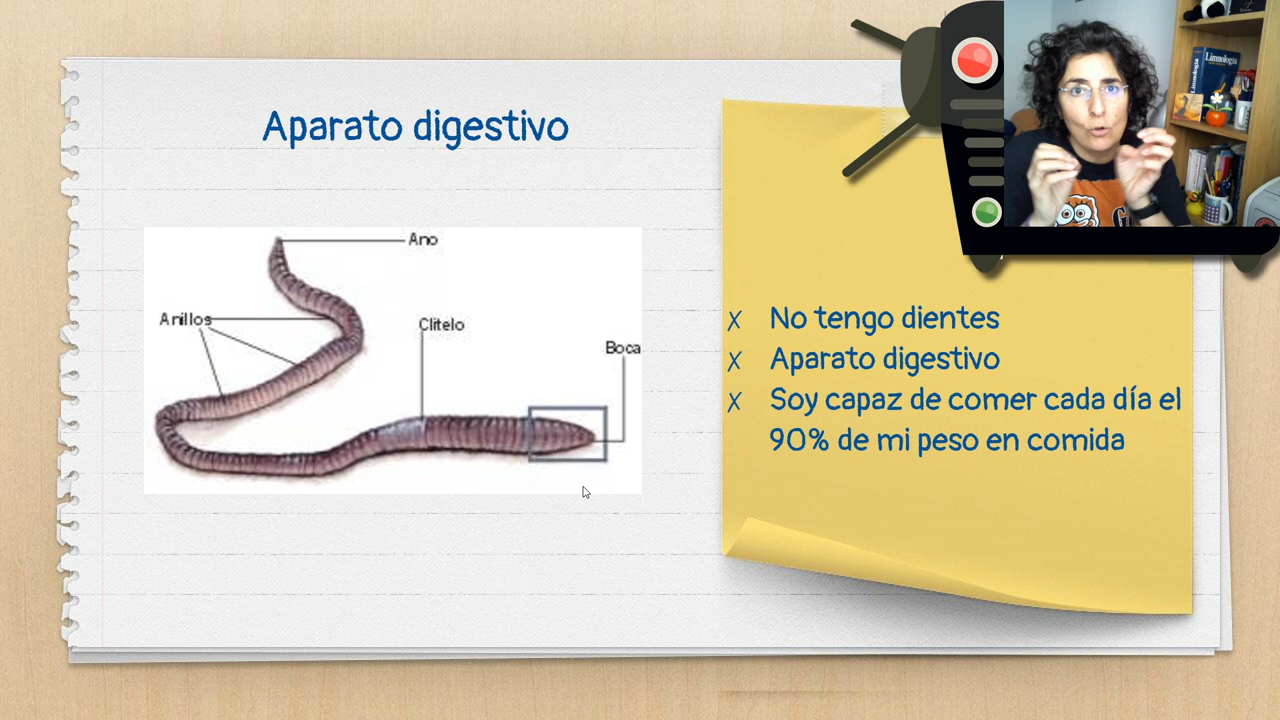 Aparato digestivo
Ano
Anillos
Clitelo
Boca
No tengo dientes
Aparato digestivo
Soy capaz de comer cada día el
90% de mi peso en comida
Limnología